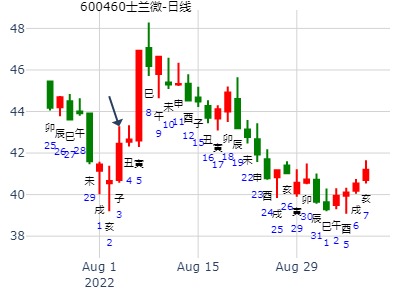 600460士兰微-日线
48
46
44
42
40
38
卯
25
辰
26
巳
27
午
28
未
29
戌
1
亥
2
子
3
丑
4
寅
5
巳
8
午
9
未
10
申
11
酉
12
子
15
丑
16
寅
17
卯
18
辰
19
未
22
申
23
酉
24
戌
25
亥
26
寅
29
卯
30
辰
31
巳
1
午
2
酉
5
戌
6
亥
7
Aug 1
2022
Aug 15
Aug 29